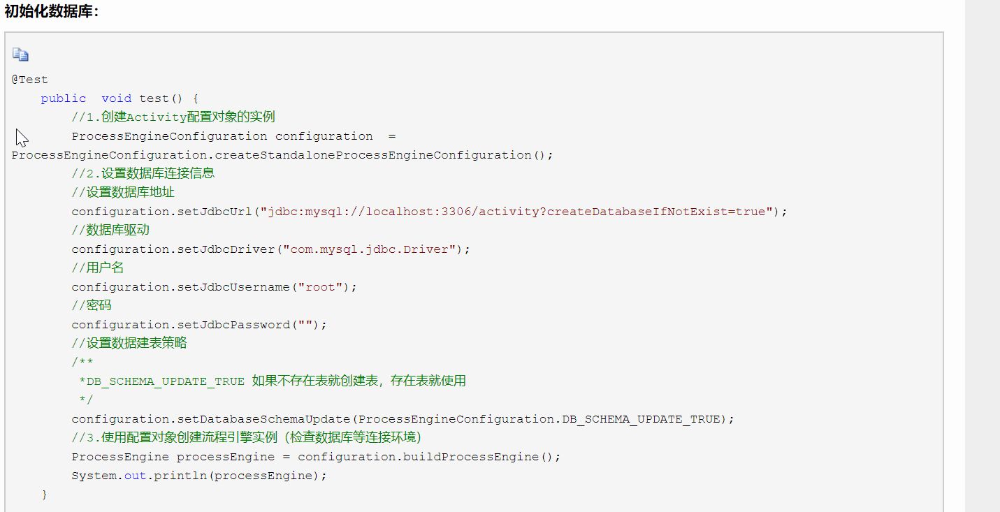 初始化数据库：
@Test
    public  void test() {
        //1.创建Activity配置对象的实例
        ProcessEngineConfiguration configuration  =
ProcessEngineConfiguration.createStandaloneProcessEngineConfiguration();
        //2.设置数据库连接信息
        //设置数据库地址
        configuration.setJdbcUrl("jdbc:mysql://localhost:3306/activity?createDatabaseIfNotExist=true");
        //数据库驱动
        configuration.setJdbcDriver("com.mysql.jdbc.Driver");
        //用户名
        configuration.setJdbcUsername("root");
        //密码
        configuration.setJdbcPassword("");
        //设置数据建表策略
        /**
         *DB_SCHEMA_UPDATE_TRUE 如果不存在表就创建表，存在表就使用
         */
        configuration.setDatabaseSchemaUpdate(ProcessEngineConfiguration.DB_SCHEMA_UPDATE_TRUE);
        //3.使用配置对象创建流程引擎实例（检查数据库等连接环境）
        ProcessEngine processEngine = configuration.buildProcessEngine();
        System.out.println(processEngine);
    }